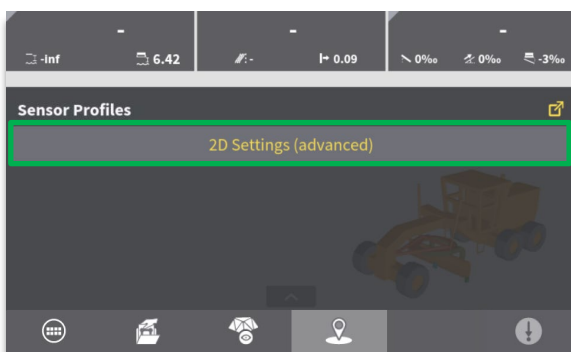 - - -
-Inf 6.42 : - 0.09 0‰ 0‰ -3‰
Sensor Profiles
2D Settings (advanced)